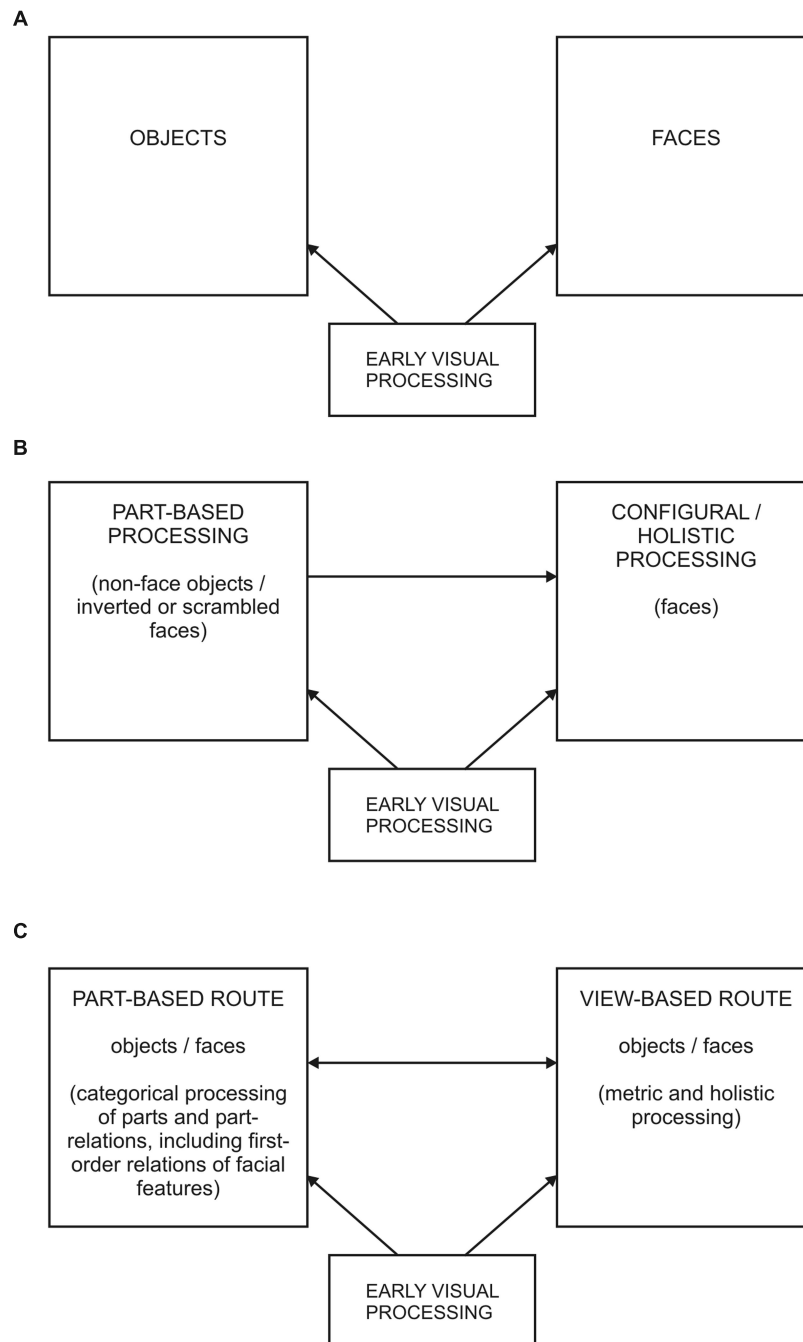 A
OBJECTS
FACES
EARLY VISUAL
PROCESSING
B
PART-BASED
PROCESSING
(non-face objects /
inverted or scrambled
faces)
CONFIGURAL /
HOLISTIC
PROCESSING
(faces)
EARLY VISUAL
PROCESSING
C
PART-BASED ROUTE
objects / faces
(categorical processing
of parts and part-
relations, including first-
order relations of facial
features)
VIEW-BASED ROUTE
objects / faces
(metric and holistic
processing)
EARLY VISUAL
PROCESSING